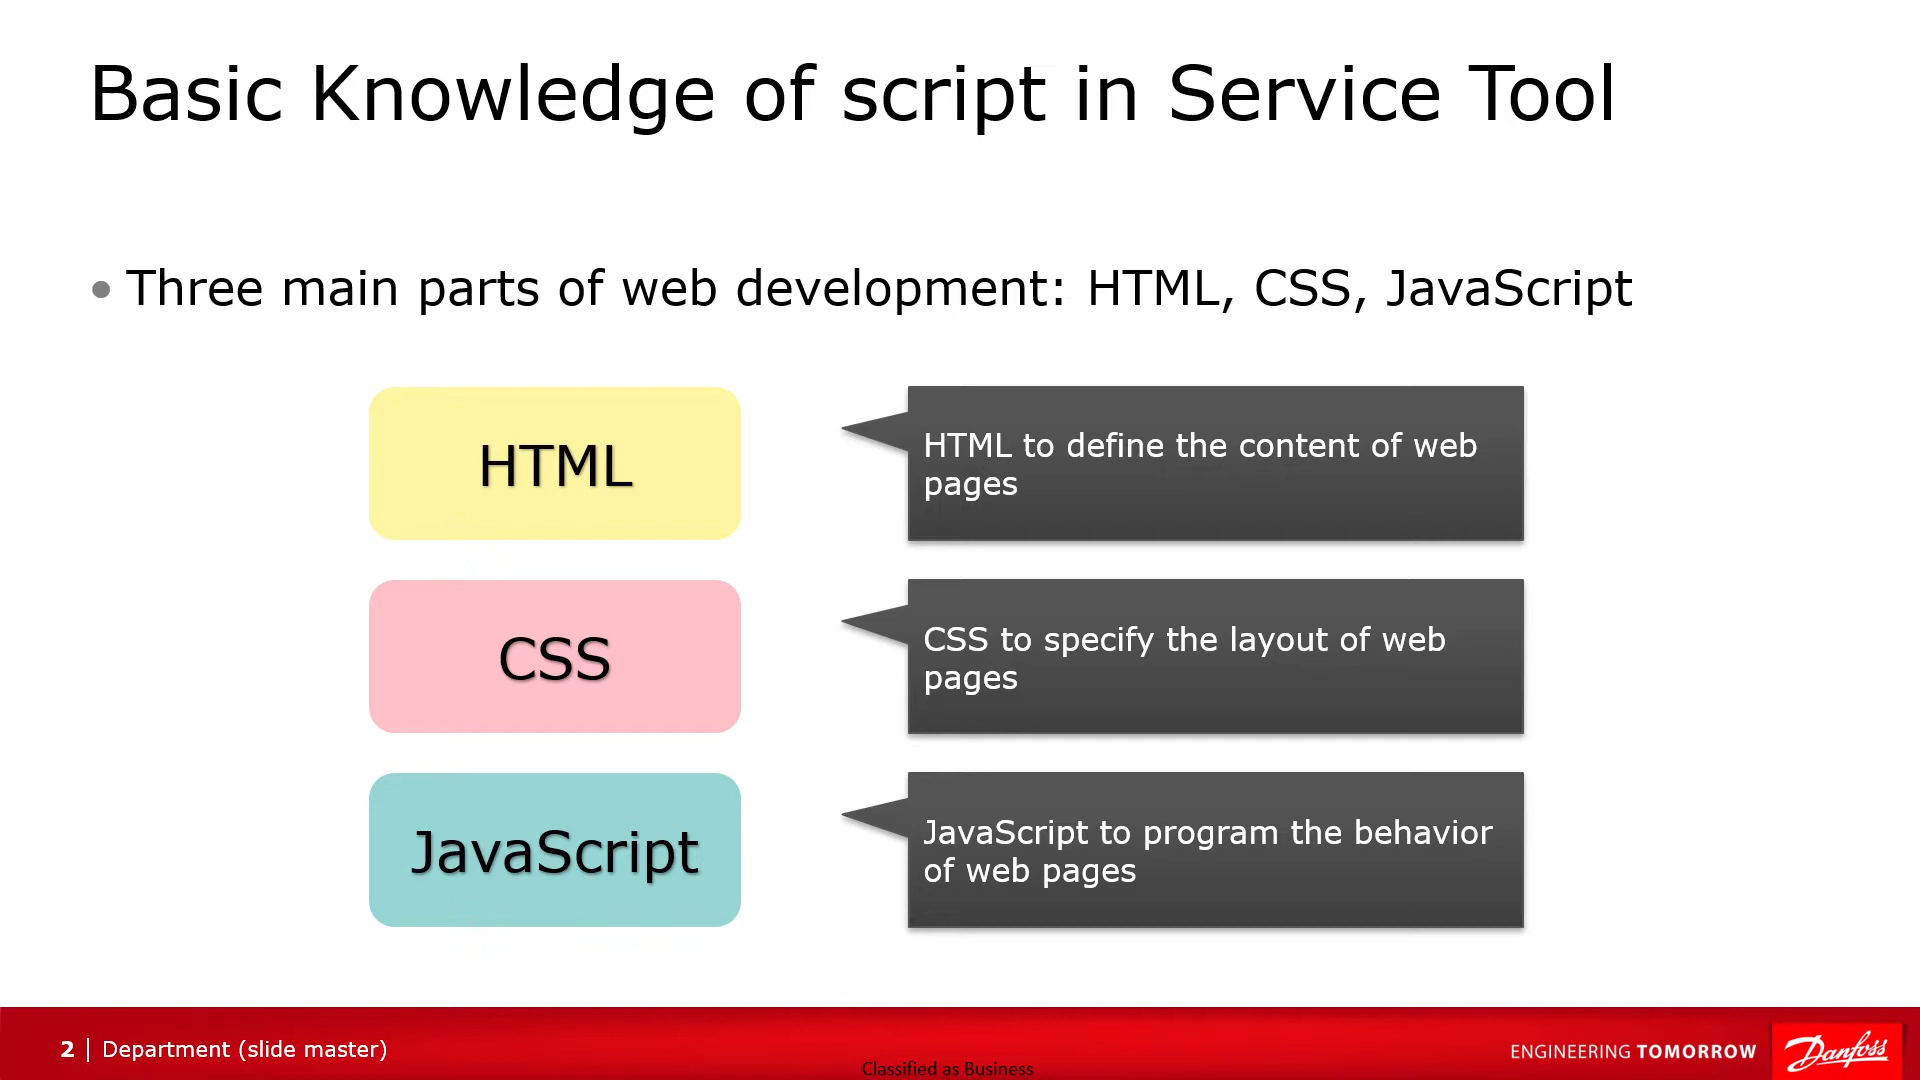 Basic Knowledge of script in Service Tool
• Three main parts of web development: HTML, CSS, JavaScript
HTML
HTML to define the content of web
pages
CSS
CSS to specify the layout of web
pages
JavaScript
JavaScript to program the behavior
of web pages
2 | Department (slide master)
Classified as Business
ENGINEERING TOMORROW
Danfoss